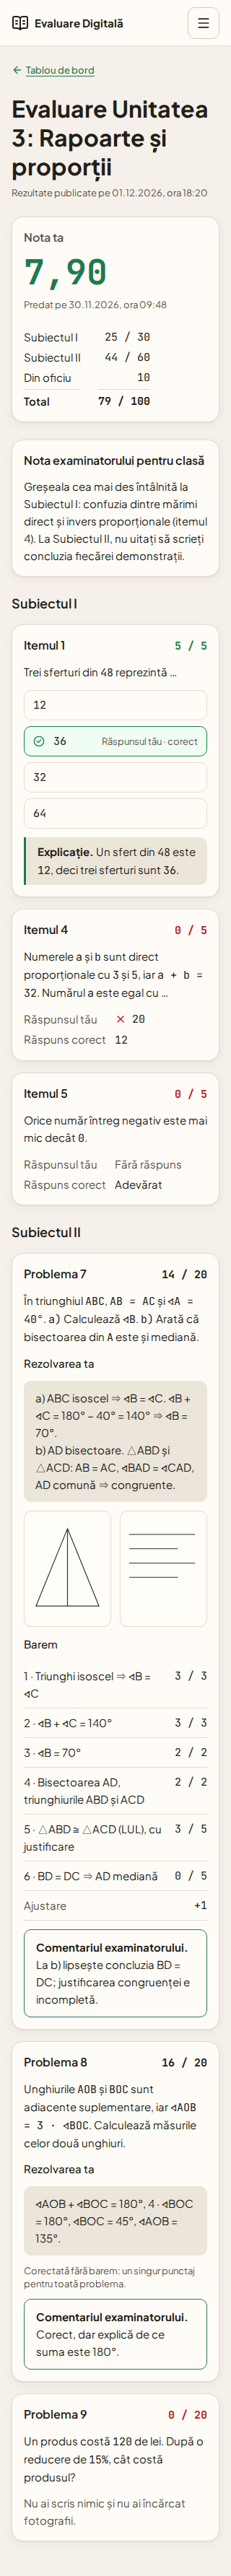 Evaluare Digitală
← Tablou de bord
Evaluare Unitatea
3: Rapoarte și
proporții
Rezultate publicate pe 01.12.2026, ora 18:20
Nota ta
7,90
Predat pe 30.11.2026, ora 09:48
Subiectul I 25 / 30
Subiectul II 44 / 60
Din oficiu 10
Total 79 / 100
Nota examinatorului pentru clasă
Greșeala cea mai des întâlnită la
Subiectul I: confuzia dintre mărimi
direct și invers proporționale (itemul
4). La Subiectul II, nu uitați să scrieți
concluzia fiecărei demonstrații.
Subiectul I
Itemul 1 5 / 5
Trei sferturi din 48 reprezintă …
12
36 Răspunsul tău · corect
32
64
Explicație. Un sfert din 48 este
12, deci trei sferturi sunt 36.
Itemul 4 0 / 5
Numerele a și b sunt direct
proporționale cu 3 și 5, iar a + b =
32. Numărul a este egal cu …
Răspunsul tău × 20
Răspuns corect 12
Itemul 5 0 / 5
Orice număr întreg negativ este mai
mic decât 0.
Răspunsul tău Fără răspuns
Răspuns corect Adevărat
Subiectul II
Problema 7 14 / 20
În triunghiul ABC, AB = AC și ∢A =
40°. a) Calculează ∢B. b) Arată că
bisectoarea din A este și mediană.
Rezolvarea ta
a) ABC isoscel ⇒ ∢B = ∢C. ∢B +
∢C = 180° − 40° = 140° ⇒ ∢B =
70°.
b) AD bisectoare. △ABD și
△ACD: AB = AC, ∢BAD = ∢CAD,
AD comună ⇒ congruente.
Barem
1 · Triunghi isoscel ⇒ ∢B = 3 / 3
∢C
2 · ∢B + ∢C = 140° 3 / 3
3 · ∢B = 70° 2 / 2
4 · Bisectoarea AD, 2 / 2
triunghiurile ABD și ACD
5 · △ABD ≅ △ACD (LUL), cu 3 / 5
justificare
6 · BD = DC ⇒ AD mediană 0 / 5
Ajustare +1
Comentariul examinatorului.
La b) lipsește concluzia BD =
DC; justificarea congruenței e
incompletă.
Problema 8 16 / 20
Unghiurile AOB și BOC sunt
adiacente suplementare, iar ∢AOB
= 3 · ∢BOC. Calculează măsurile
celor două unghiuri.
Rezolvarea ta
∢AOB + ∢BOC = 180°, 4 · ∢BOC
= 180°, ∢BOC = 45°, ∢AOB =
135°.
Corectată fără barem: un singur punctaj
pentru toată problema.
Comentariul examinatorului.
Corect, dar explică de ce
suma este 180°.
Problema 9 0 / 20
Un produs costă 120 de lei. După o
reducere de 15%, cât costă
produsul?
Nu ai scris nimic și nu ai încărcat
fotografii.